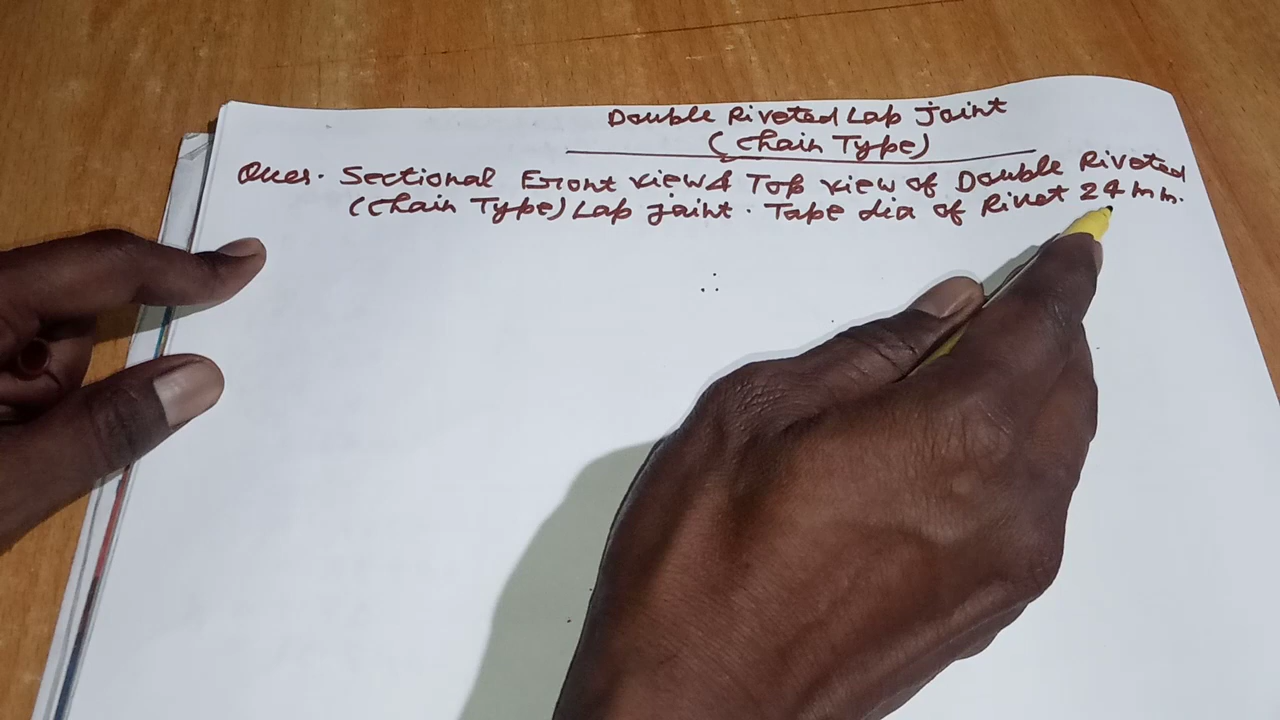 Double Riveted Lap Joint
(Chain Type)
Ques. Sectional Front view & Top view of Double Riveted
(Chain Type) Lap joint. Take dia of Rivet 24 mm.
∴